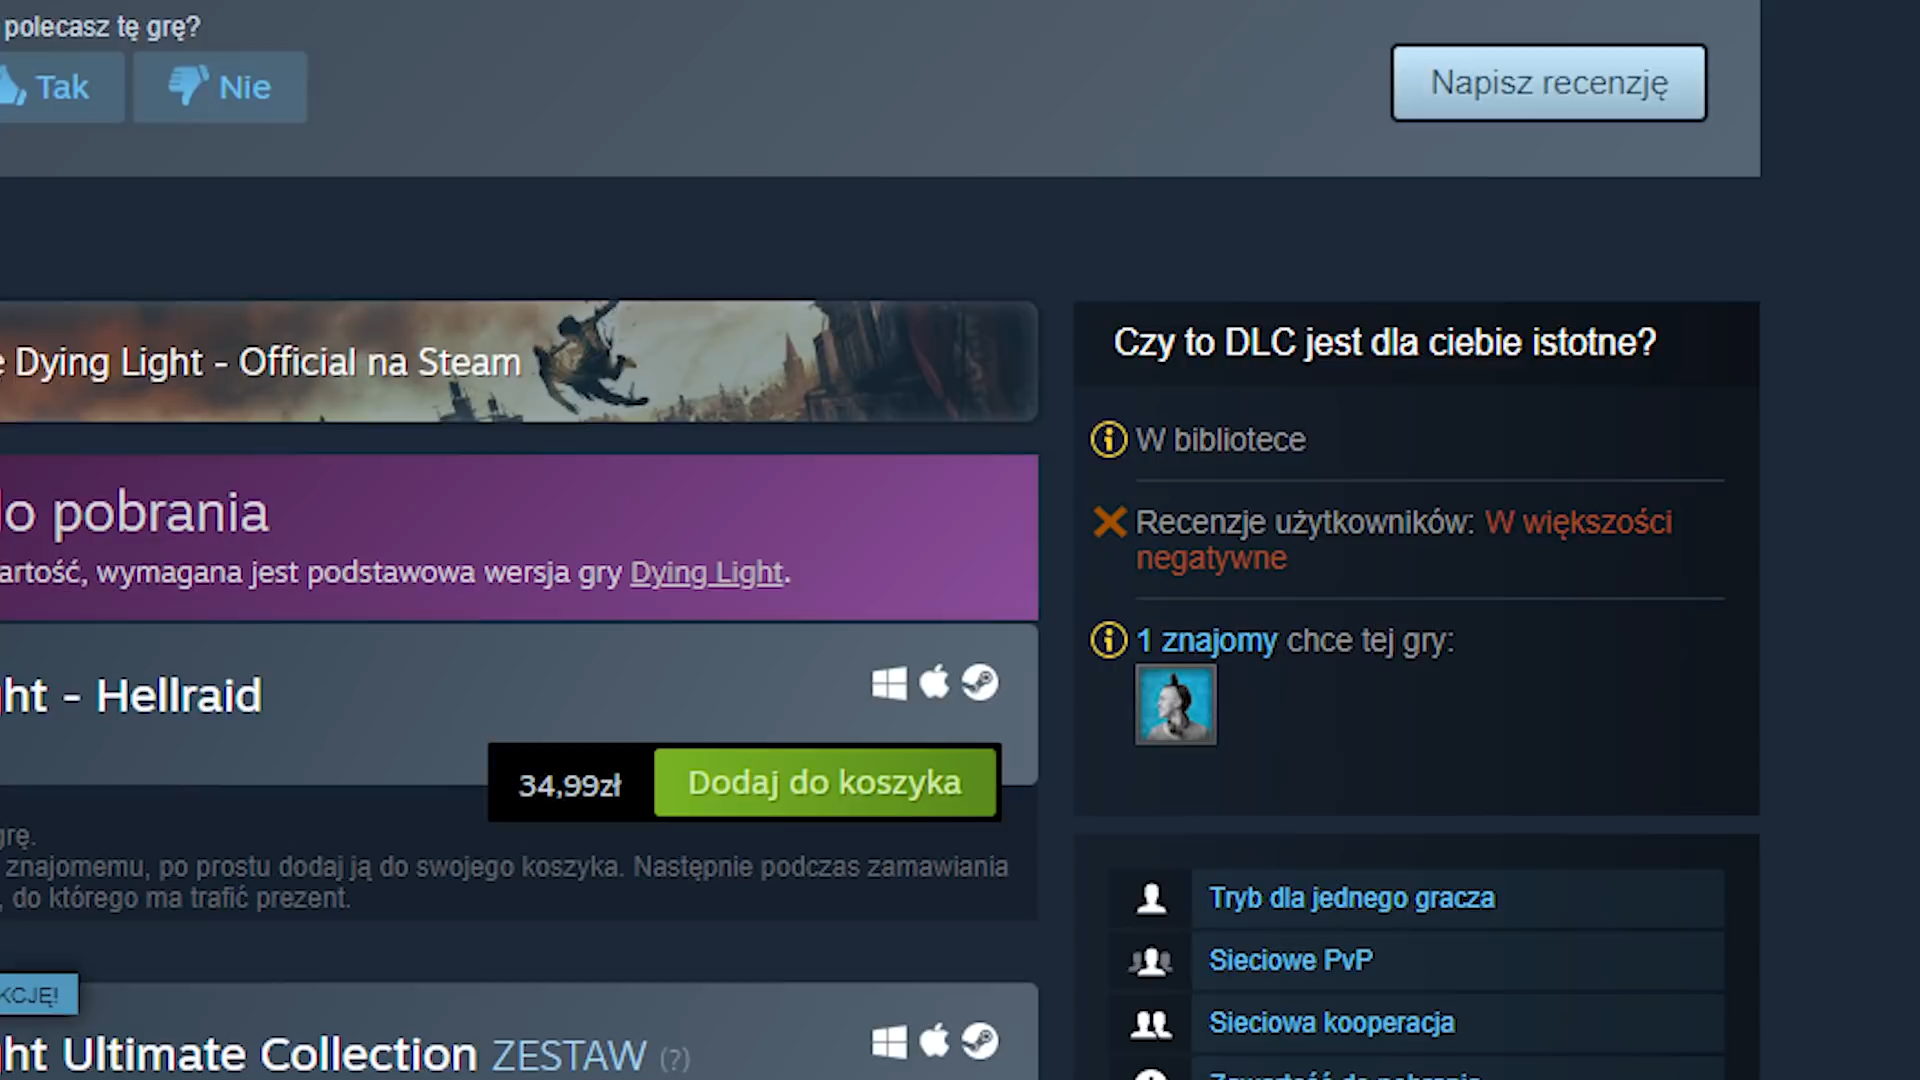 polecasz tę grę?
Tak
Nie
Napisz recenzję
Dying Light - Official na Steam
Czy to DLC jest dla ciebie istotne?
W bibliotece
Recenzje użytkowników: W większości
negatywne
1 znajomy chce tej gry:
do pobrania
artość, wymagana jest podstawowa wersja gry Dying Light.
ght - Hellraid
34,99zł
Dodaj do koszyka
grę.
znajomemu, po prostu dodaj ją do swojego koszyka. Następnie podczas zamawiania
, do którego ma trafić prezent.
KCJĘ!
ght Ultimate Collection ZESTAW (?)
Tryb dla jednego gracza
Sieciowe PvP
Sieciowa kooperacja